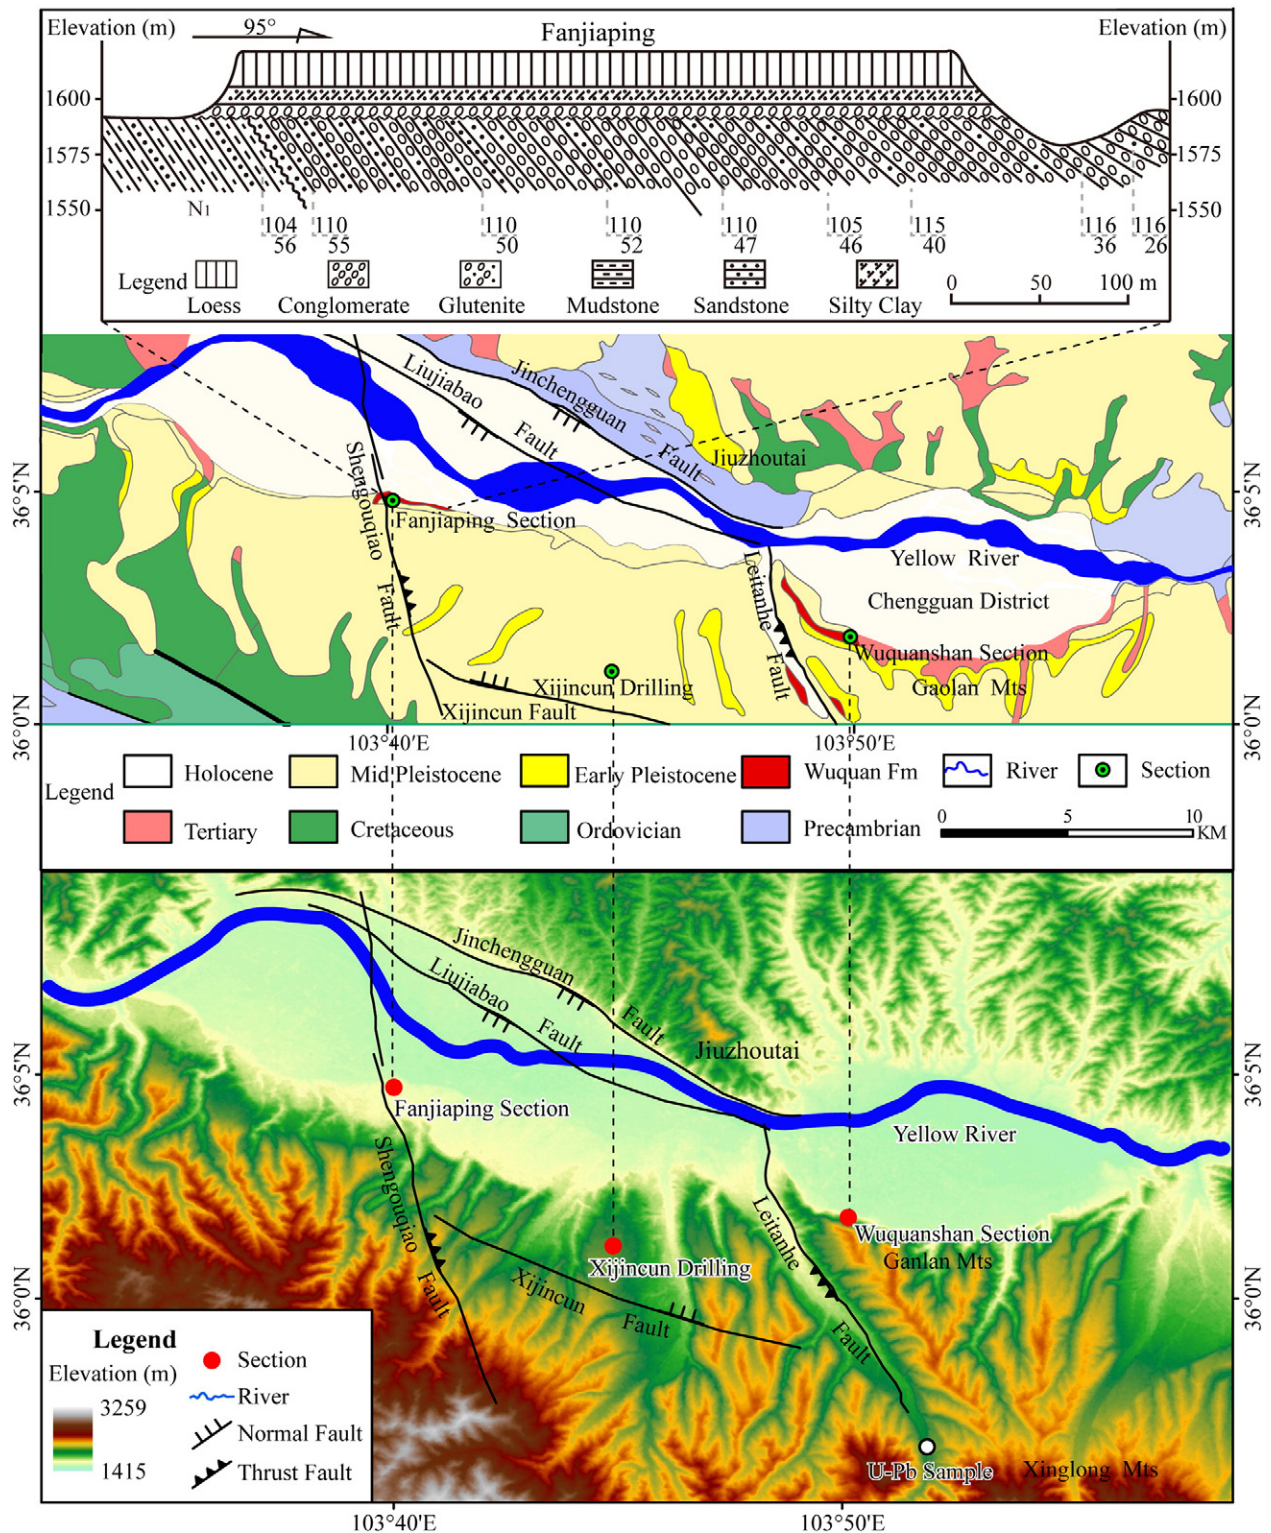 Elevation (m)
95°
Fanjiaping
Elevation (m)
1600
1600
1575
1575
1550
1550
N1
104
56
110
55
110
50
110
52
110
47
105
46
115
40
116
36
116
26
Legend
Loess
Conglomerate
Glutenite
Mudstone
Sandstone
Silty Clay
0 50 100 m
Liujiabao
Fault
Jinchengguan
Fault
Jiuzhoutai
Shengouqiao
Fault
36°5'N
36°5'N
Fanjiaping Section
Yellow River
Leitanhe
Fault
Chengguan District
Wuquanshan Section
Gaolan Mts
Xijincun Drilling
Xijincun Fault
36°0'N
36°0'N
103°40'E
103°50'E
Legend
Holocene
Mid Pleistocene
Early Pleistocene
Wuquan Fm
River
Section
Tertiary
Cretaceous
Ordovician
Precambrian
0 5 10
KM
Jinchengguan
Fault
Liujiabao
Fault
Jiuzhoutai
36°5'N
36°5'N
Fanjiaping Section
Yellow River
Shengouqiao
Fault
Leitanhe
Fault
Wuquanshan Section
Ganlan Mts
Xijincun Drilling
Xijincun
Fault
36°0'N
36°0'N
Legend
Elevation (m)
3259
1415
Section
River
Normal Fault
Thrust Fault
U-Pb Sample
Xinglong Mts
103°40'E
103°50'E